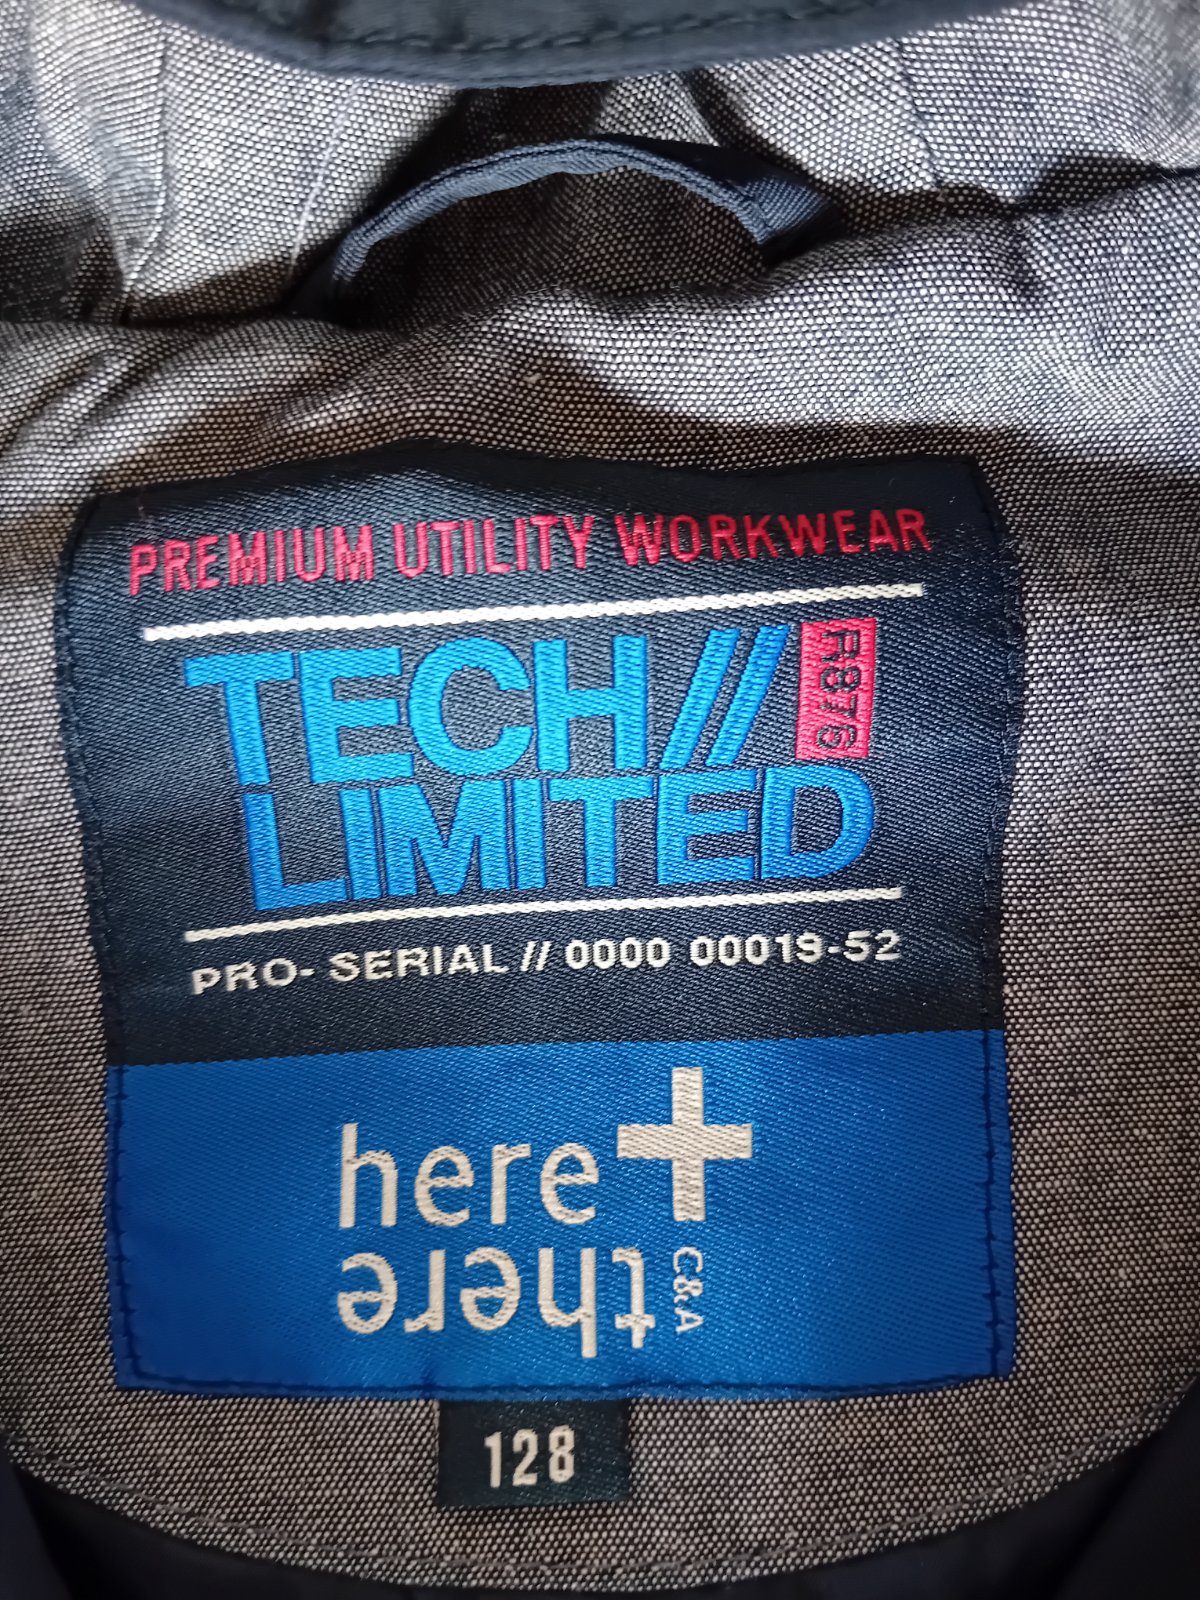 PREMIUM UTILITY WORKWEAR
TECH//
R876
LIMITED
PRO- SERIAL // 0000 00019-52
here+
there
C&A
128